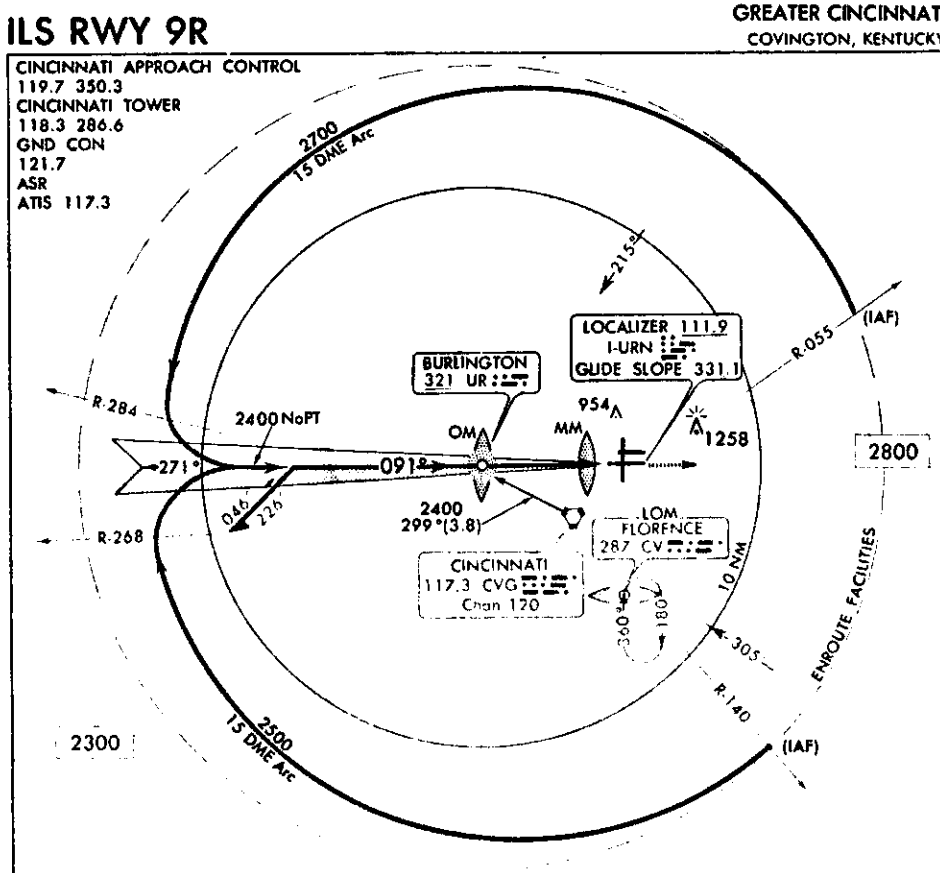 ILS RWY 9R
GREATER CINCINNAT
COVINGTON, KENTUCKY
CINCINNATI APPROACH CONTROL
119.7 350.3
CINCINNATI TOWER
118.3 286.6
GND CON
121.7
ASR
ATIS 117.3
2700
15 DME Arc
215°
(IAF)
R-055
LOCALIZER 111.9
I-URN
GLIDE SLOPE 331.1
BURLINGTON
321 UR
954
1258
R-284
2400 NoPT
OM
MM
2800
271°
091°
046
226
2400
299° (3.8)
R-268
LOM
FLORENCE
287 CV
CINCINNATI
117.3 CVG
Chan 120
10 NM
360°
180°
ENROUTE FACILITIES
305
R-140
2300
2500
15 DME Arc
(IAF)